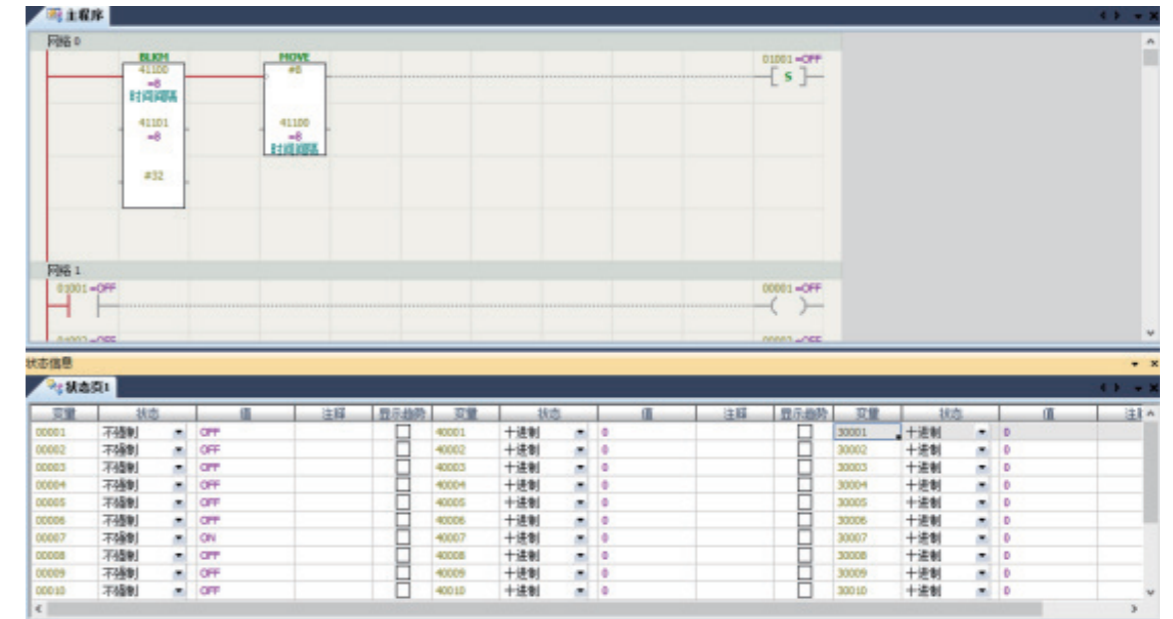 主程序
网络 0
BLKM MOVE
41100 #8 01001 =OFF
=8 S
时间间隔
41101 41100
=8 =8
时间间隔
#32
网络 1
01001 =OFF 00001 =OFF
状态信息
状态页1
变量 状态 值 注释 显示趋势 变量 状态 值 注释 显示趋势 变量 状态 值
00001 不强制 OFF 40001 十进制 0 30001 十进制 0
00002 不强制 OFF 40002 十进制 0 30002 十进制 0
00003 不强制 OFF 40003 十进制 0 30003 十进制 0
00004 不强制 OFF 40004 十进制 0 30004 十进制 0
00005 不强制 OFF 40005 十进制 0 30005 十进制 0
00006 不强制 OFF 40006 十进制 0 30006 十进制 0
00007 不强制 ON 40007 十进制 0 30007 十进制 0
00008 不强制 OFF 40008 十进制 0 30008 十进制 0
00009 不强制 OFF 40009 十进制 0 30009 十进制 0
00010 不强制 OFF 40010 十进制 0 30010 十进制 0